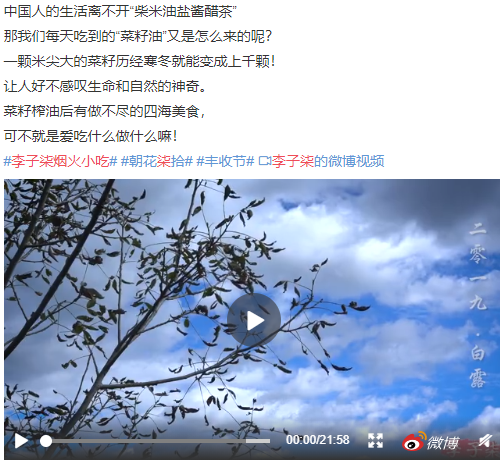 中国人的生活离不开“柴米油盐酱醋茶”
那我们每天吃到的“菜籽油”又是怎么来的呢？
一颗米尖大的菜籽历经寒冬就能变成上千颗！
让人好不感叹生命和自然的神奇。
菜籽榨油后有做不尽的四海美食，
可不就是爱吃什么做什么嘛！
#李子柒烟火小吃# #朝花柒拾# #丰收节# 李子柒的微博视频
二零一九·白露
00:00/21:58
微博